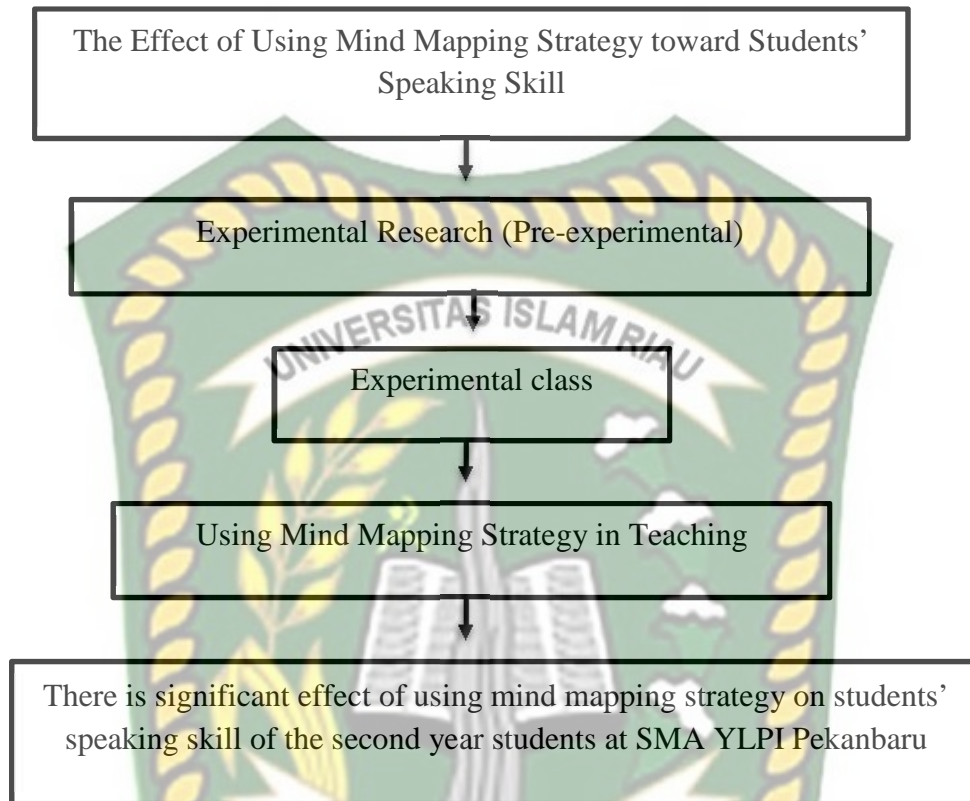 The Effect of Using Mind Mapping Strategy toward Students’
Speaking Skill
Experimental Research (Pre-experimental)
UNIVERSITAS ISLAM RIAU
Experimental class
Using Mind Mapping Strategy in Teaching
There is significant effect of using mind mapping strategy on students’
speaking skill of the second year students at SMA YLPI Pekanbaru